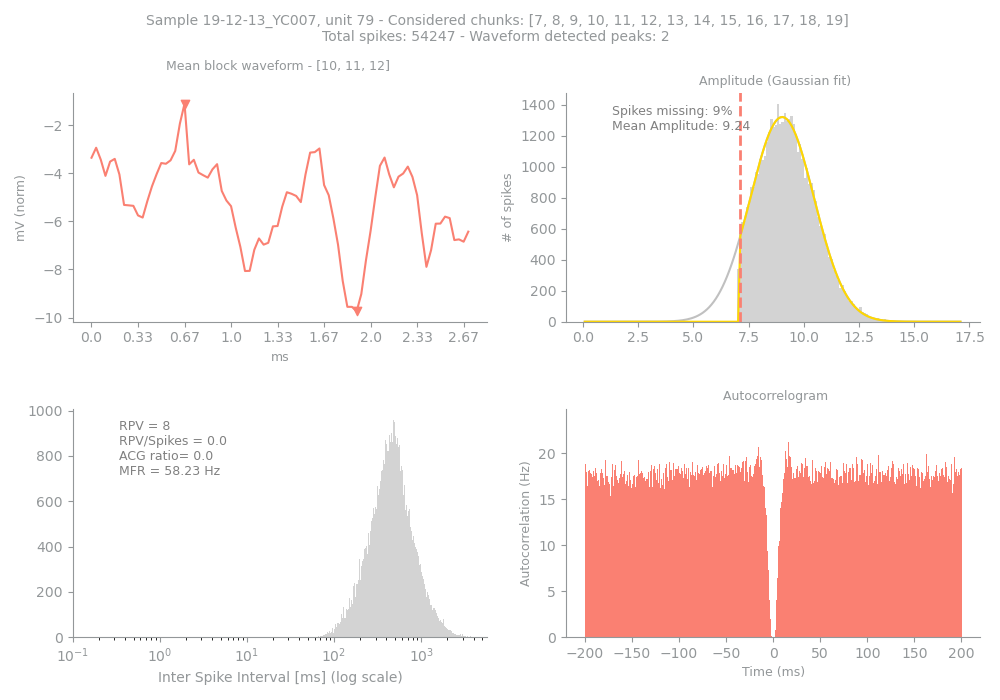 Sample 19-12-13_YC007, unit 79 - Considered chunks: [7, 8, 9, 10, 11, 12, 13, 14, 15, 16, 17, 18, 19]
Total spikes: 54247 - Waveform detected peaks: 2
Mean block waveform - [10, 11, 12]
mV (norm)
−2
−4
−6
−8
−10
0.0 0.33 0.67 1.0 1.33 1.67 2.0 2.33 2.67
ms
Amplitude (Gaussian fit)
Spikes missing: 9%
Mean Amplitude: 9.24
# of spikes
1400
1200
1000
800
600
400
200
0
0.0 2.5 5.0 7.5 10.0 12.5 15.0 17.5
RPV = 8
RPV/Spikes = 0.0
ACG ratio= 0.0
MFR = 58.23 Hz
1000
800
600
400
200
0
10⁻¹ 10⁰ 10¹ 10² 10³
Inter Spike Interval [ms] (log scale)
Autocorrelogram
Autocorrelation (Hz)
20
15
10
5
0
−200 −150 −100 −50 0 50 100 150 200
Time (ms)